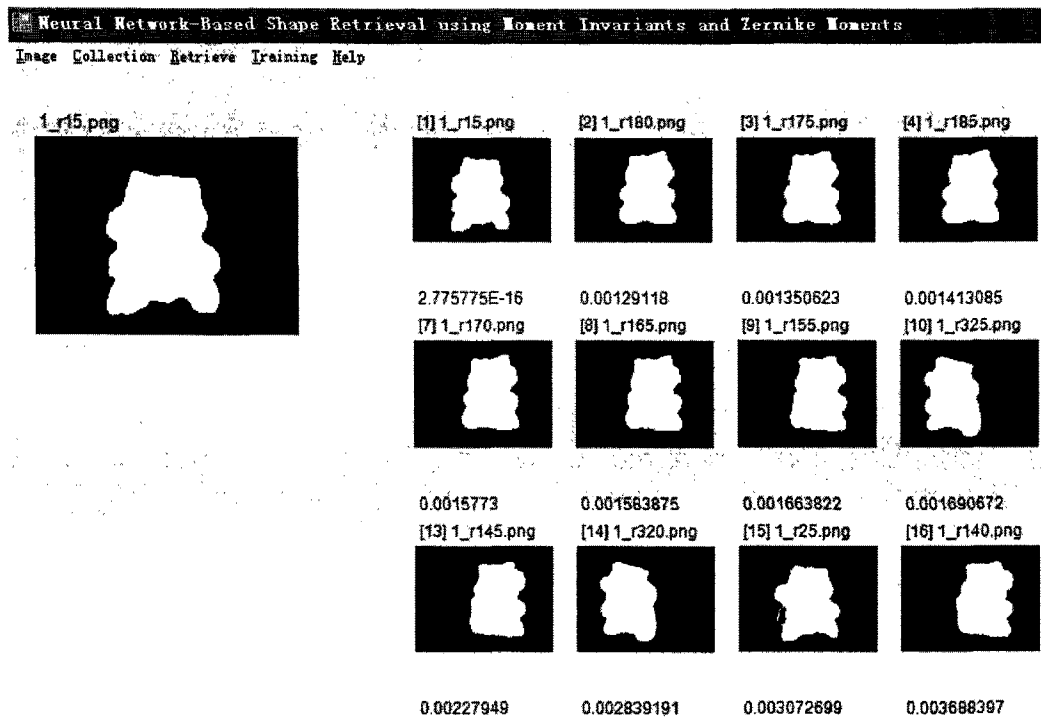 Neural Network-Based Shape Retrieval using Moment Invariants and Zernike Moments
Image Collection Retrieve Training Help
1_r15.png
[1] 1_r15.png [2] 1_r180.png [3] 1_r175.png [4] 1_r185.png
2.775775E-16 0.00129118 0.001350623 0.001413085
[7] 1_r170.png [8] 1_r165.png [9] 1_r155.png [10] 1_r325.png
0.0015773 0.001583875 0.001663822 0.001690672
[13] 1_r145.png [14] 1_r320.png [15] 1_r25.png [16] 1_r140.png
0.00227949 0.002839191 0.003072699 0.003688397